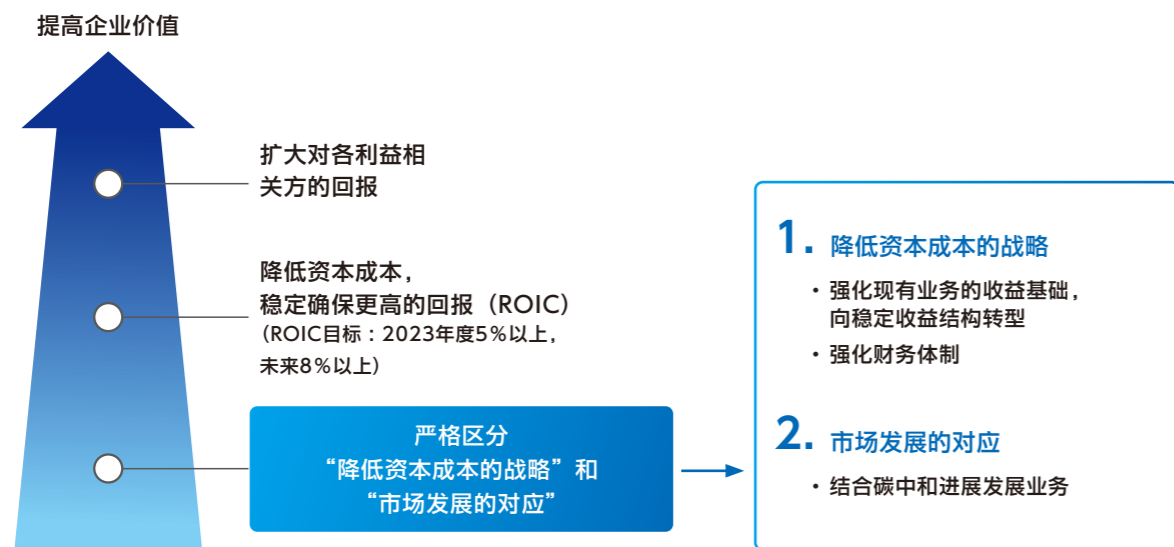 提高企业价值
扩大对各利益相
关方的回报
降低资本成本，
稳定确保更高的回报（ROIC）
（ROIC目标：2023年度5%以上，
未来8%以上）
严格区分
“降低资本成本的战略”和
“市场发展的对应”
1. 降低资本成本的战略
・强化现有业务的收益基础，
向稳定收益结构转型
・强化财务体制
2. 市场发展的对应
・结合碳中和进展发展业务